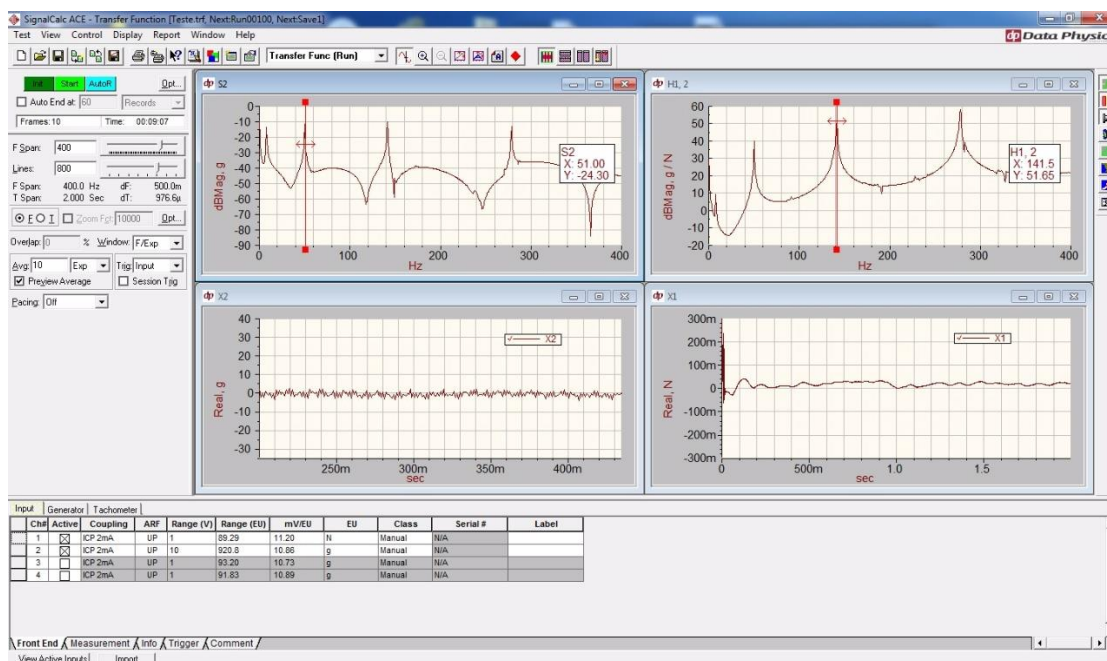 SignalCalc ACE - Transfer Function [Teste.trf, Next:Run00100, Next:Save1]
Test View Control Display Report Window Help
dp Data Physic
Transfer Func (Run)
Init Start AutoR Opt...
Auto End at: 60 Records
Frames: 10 Time: 00:09:07
F Span: 400
Lines: 800
F Span: 400.0 Hz dF: 500.0m
T Span: 2.000 Sec dT: 976.6µ
E O I Zoom Fctr: 10000 Opt...
Overlap: 0 % Window: F/Exp
Avg: 10 Exp Trig: Input
Preview Average Session Trig
Pacing: Off
dp S2
dBMag, g
0
-10
-20
-30
-40
-50
-60
-70
-80
-90
S2
X: 51.00
Y: -24.30
0 100 200 300 400
Hz
dp H1, 2
dBMag, g / N
60
50
40
30
20
10
0
-10
-20
H1, 2
X: 141.5
Y: 51.65
0 100 200 300 400
Hz
dp X2
Real, g
40
30
20
10
0
-10
-20
-30
X2
250m 300m 350m 400m
sec
dp X1
Real, N
300m
200m
100m
0
-100m
-200m
-300m
X1
0 500m 1.0 1.5
sec
Input Generator Tachometer
Ch# Active Coupling ARF Range (V) Range (EU) mV/EU EU Class Serial # Label
1 ICP 2mA UP 1 89.29 11.20 N Manual N/A
2 ICP 2mA UP 10 920.8 10.86 g Manual N/A
3 ICP 2mA UP 1 93.20 10.73 g Manual N/A
4 ICP 2mA UP 1 91.83 10.89 g Manual N/A
Front End Measurement Info Trigger Comment
View Active Inputs Import